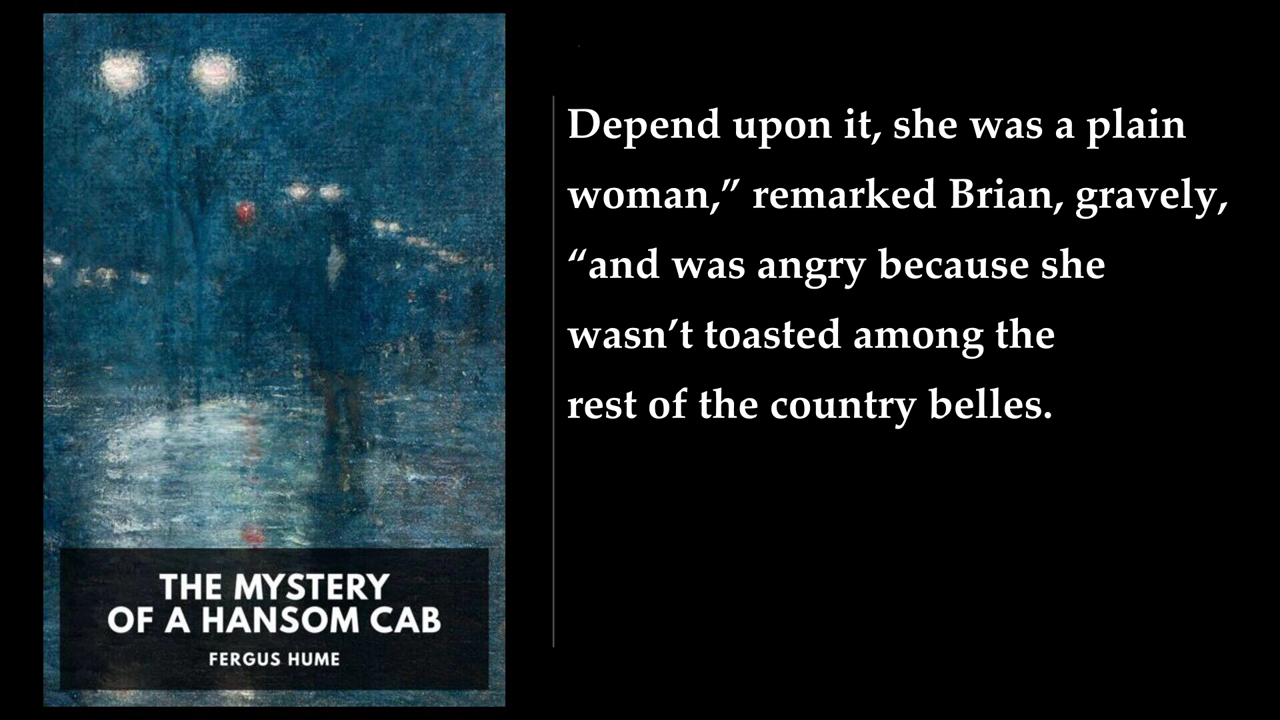 THE MYSTERY
OF A HANSOM CAB
FERGUS HUME
Depend upon it, she was a plain
woman,” remarked Brian, gravely,
“and was angry because she
wasn’t toasted among the
rest of the country belles.